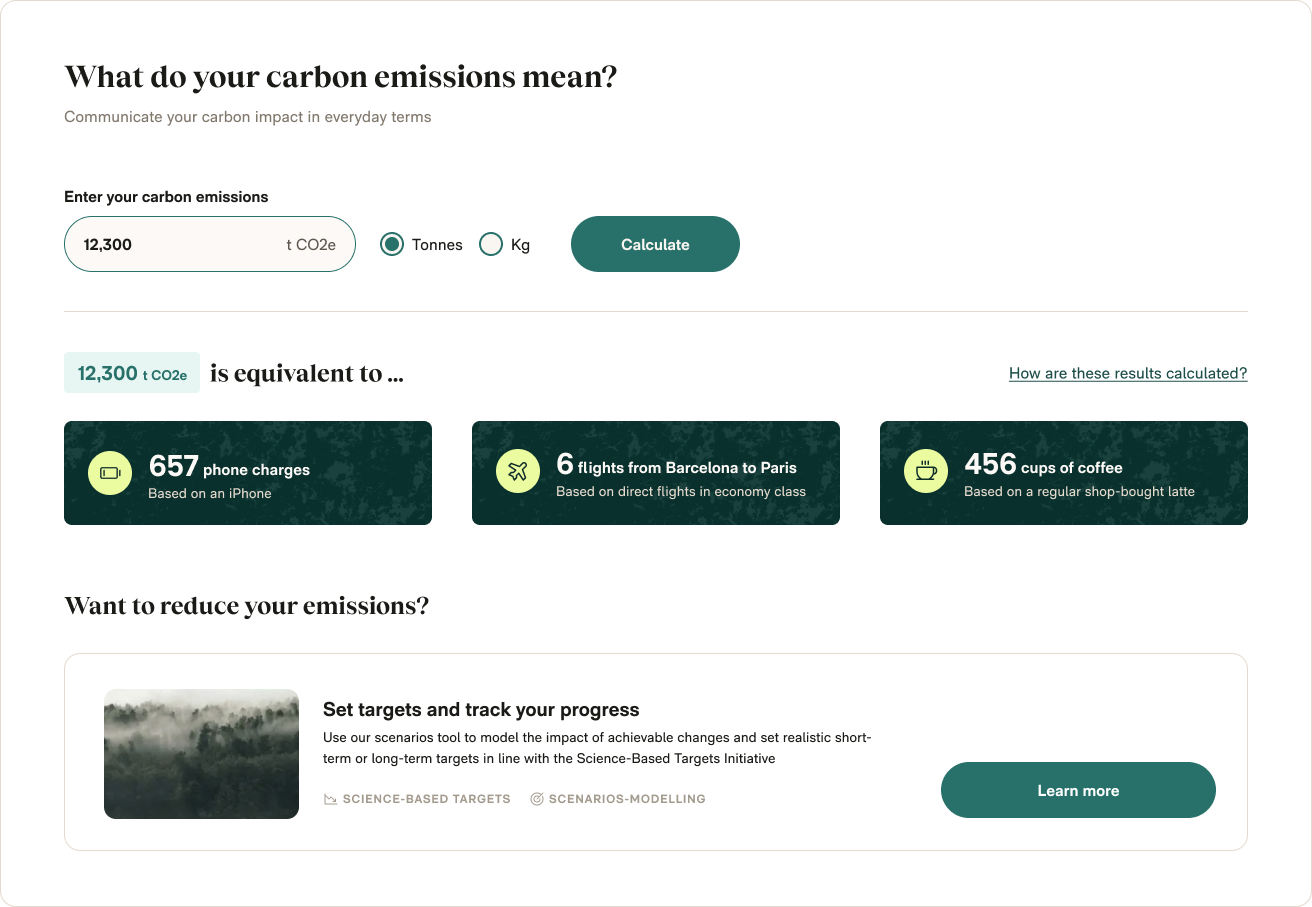 What do your carbon emissions mean?
Communicate your carbon impact in everyday terms
Enter your carbon emissions
12,300 t CO2e
Tonnes
Kg
Calculate
12,300 t CO2e is equivalent to ...
How are these results calculated?
657 phone charges
Based on an iPhone
6 flights from Barcelona to Paris
Based on direct flights in economy class
456 cups of coffee
Based on a regular shop-bought latte
Want to reduce your emissions?
Set targets and track your progress
Use our scenarios tool to model the impact of achievable changes and set realistic short-
term or long-term targets in line with the Science-Based Targets Initiative
SCIENCE-BASED TARGETS
SCENARIOS-MODELLING
Learn more